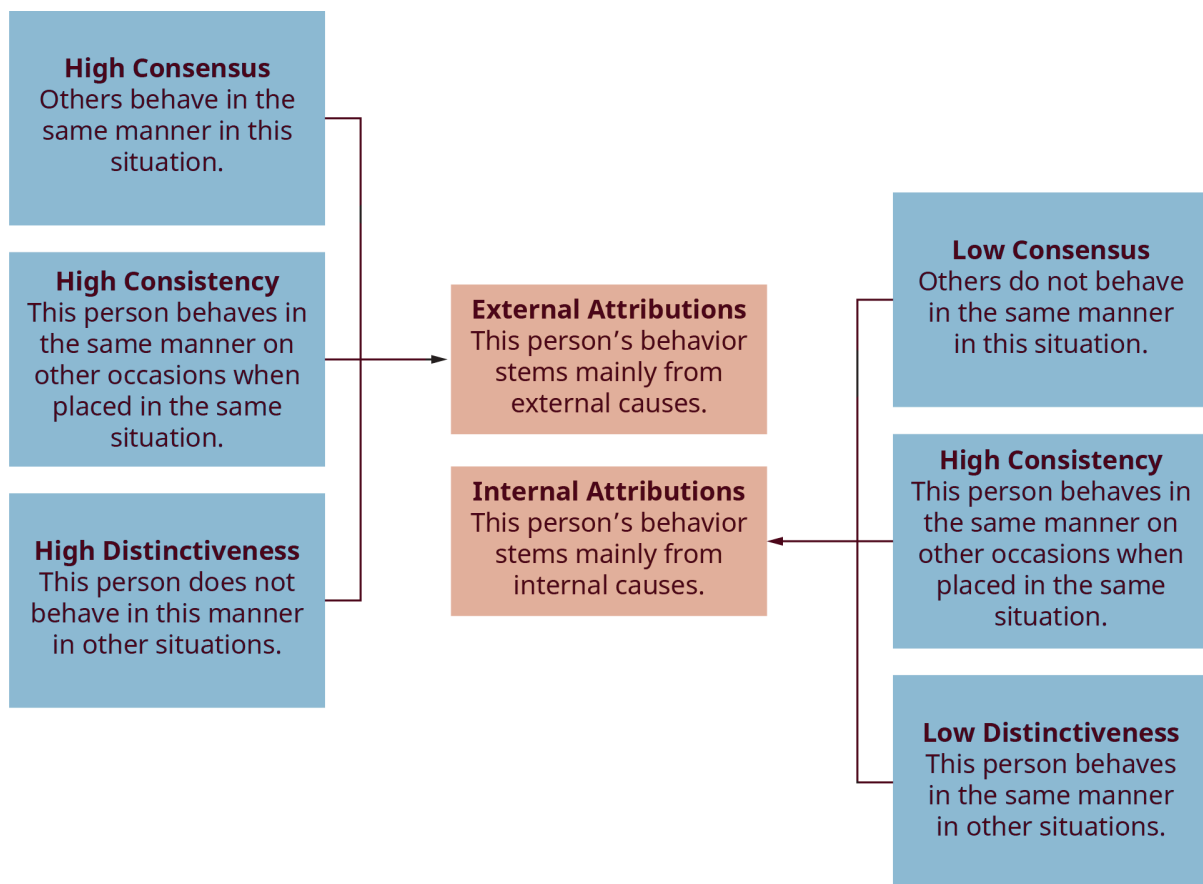 High Consensus
Others behave in the
same manner in this
situation.
High Consistency
This person behaves in
the same manner on
other occasions when
placed in the same
situation.
High Distinctiveness
This person does not
behave in this manner
in other situations.
External Attributions
This person’s behavior
stems mainly from
external causes.
Internal Attributions
This person’s behavior
stems mainly from
internal causes.
Low Consensus
Others do not behave
in the same manner
in this situation.
High Consistency
This person behaves in
the same manner on
other occasions when
placed in the same
situation.
Low Distinctiveness
This person behaves
in the same manner
in other situations.